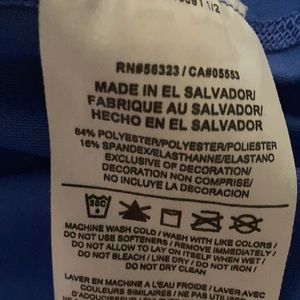 RN#56323 / CA#05553
MADE IN EL SALVADOR/
FABRIQUE AU SALVADOR/
HECHO EN EL SALVADOR
84% POLYESTER/POLYESTER/POLIESTER
16% SPANDEX/ELASTHANNE/ELASTANO
EXCLUSIVE OF DECORATION/
DECORATION NON COMPRISE/
NO INCLUYE LA DECORACION
30C
MACHINE WASH COLD / WASH WITH LIKE COLORS /
DO NOT USE SOFTENERS / REMOVE IMMEDIATELY /
DO NOT ALLOW TO LAY ON ITSELF WHEN WET /
DO NOT BLEACH / LINE DRY / DO NOT IRON /
DO NOT DRY CLEAN
LAVER EN MACHINE A L'EAU FROIDE / LAVER AVEC
COULEURS SIMILAIRES / NE PAS